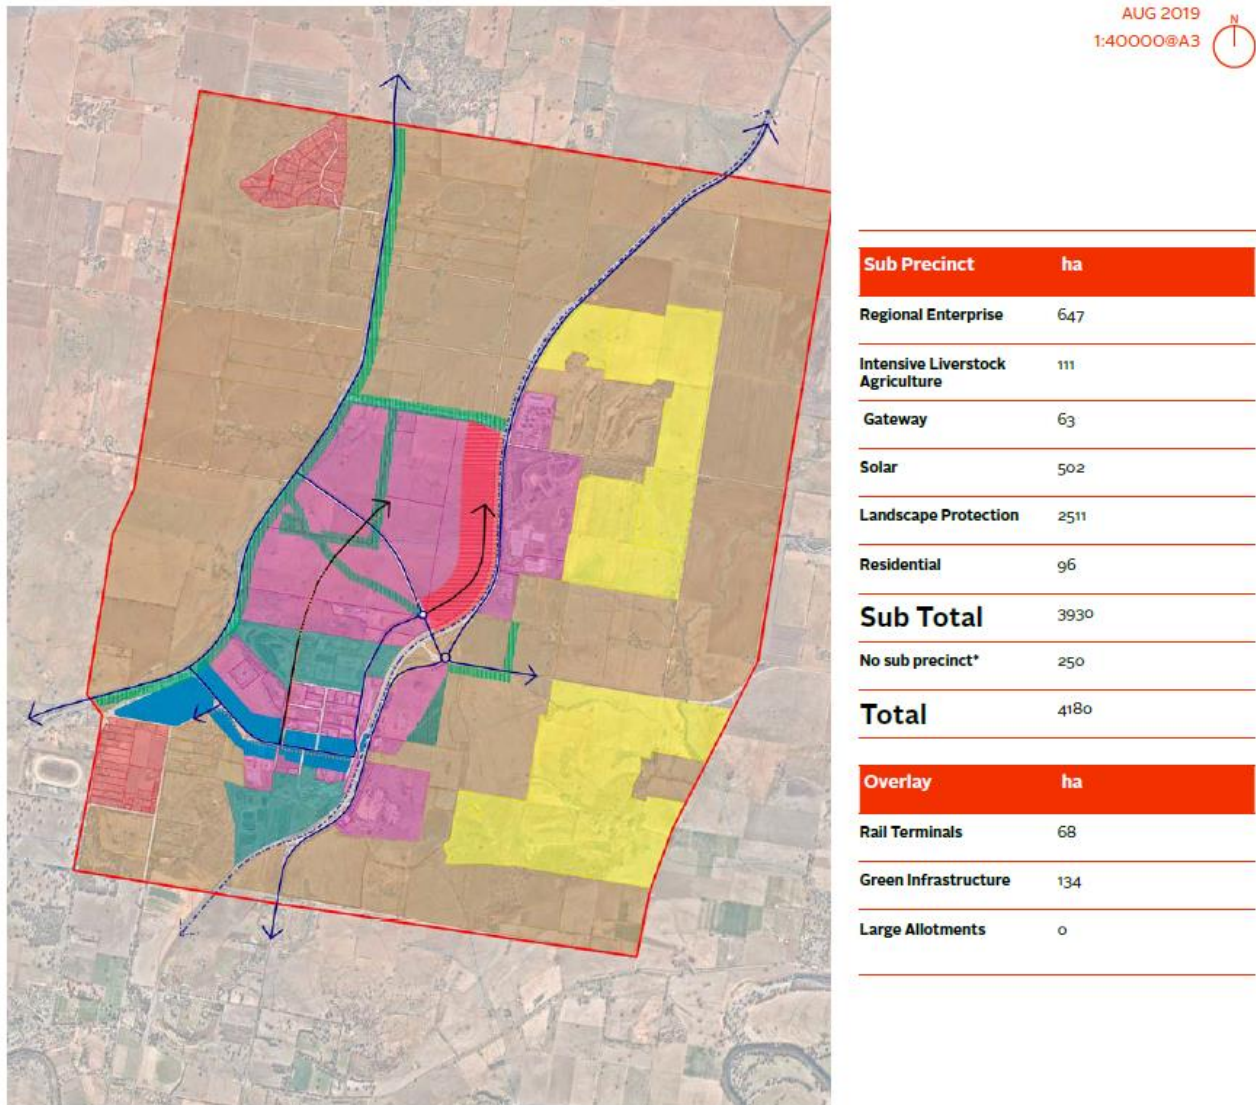 AUG 2019
1:40000@A3
N
Sub Precinct ha
Regional Enterprise 647
Intensive Liverstock
Agriculture 111
Gateway 63
Solar 502
Landscape Protection 2511
Residential 96
Sub Total 3930
No sub precinct* 250
Total 4180
Overlay ha
Rail Terminals 68
Green Infrastructure 134
Large Allotments 0